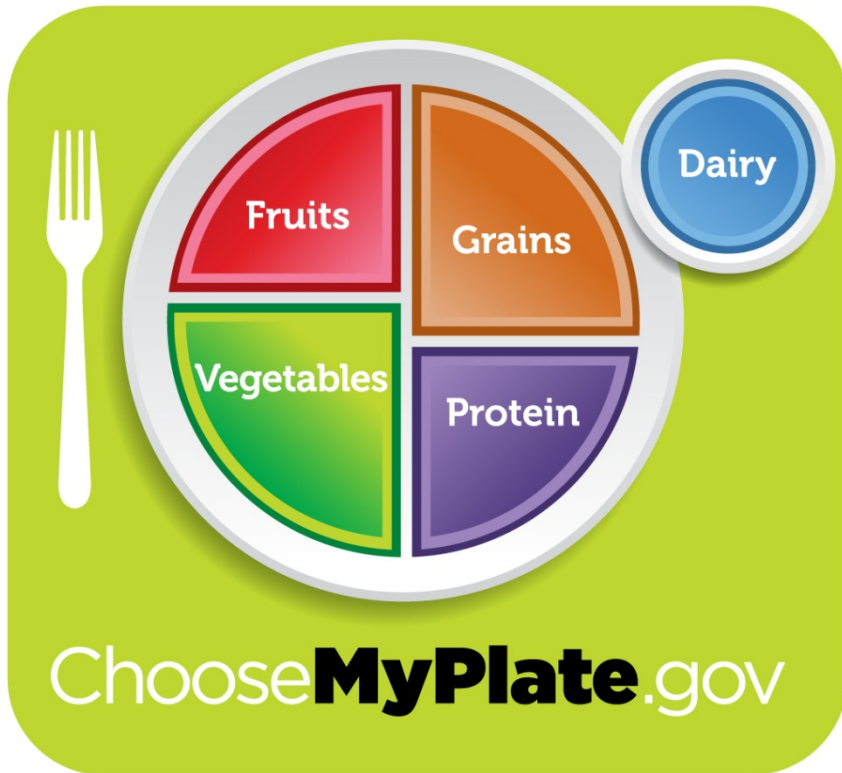 Fruits
Grains
Dairy
Vegetables
Protein
ChooseMyPlate.gov